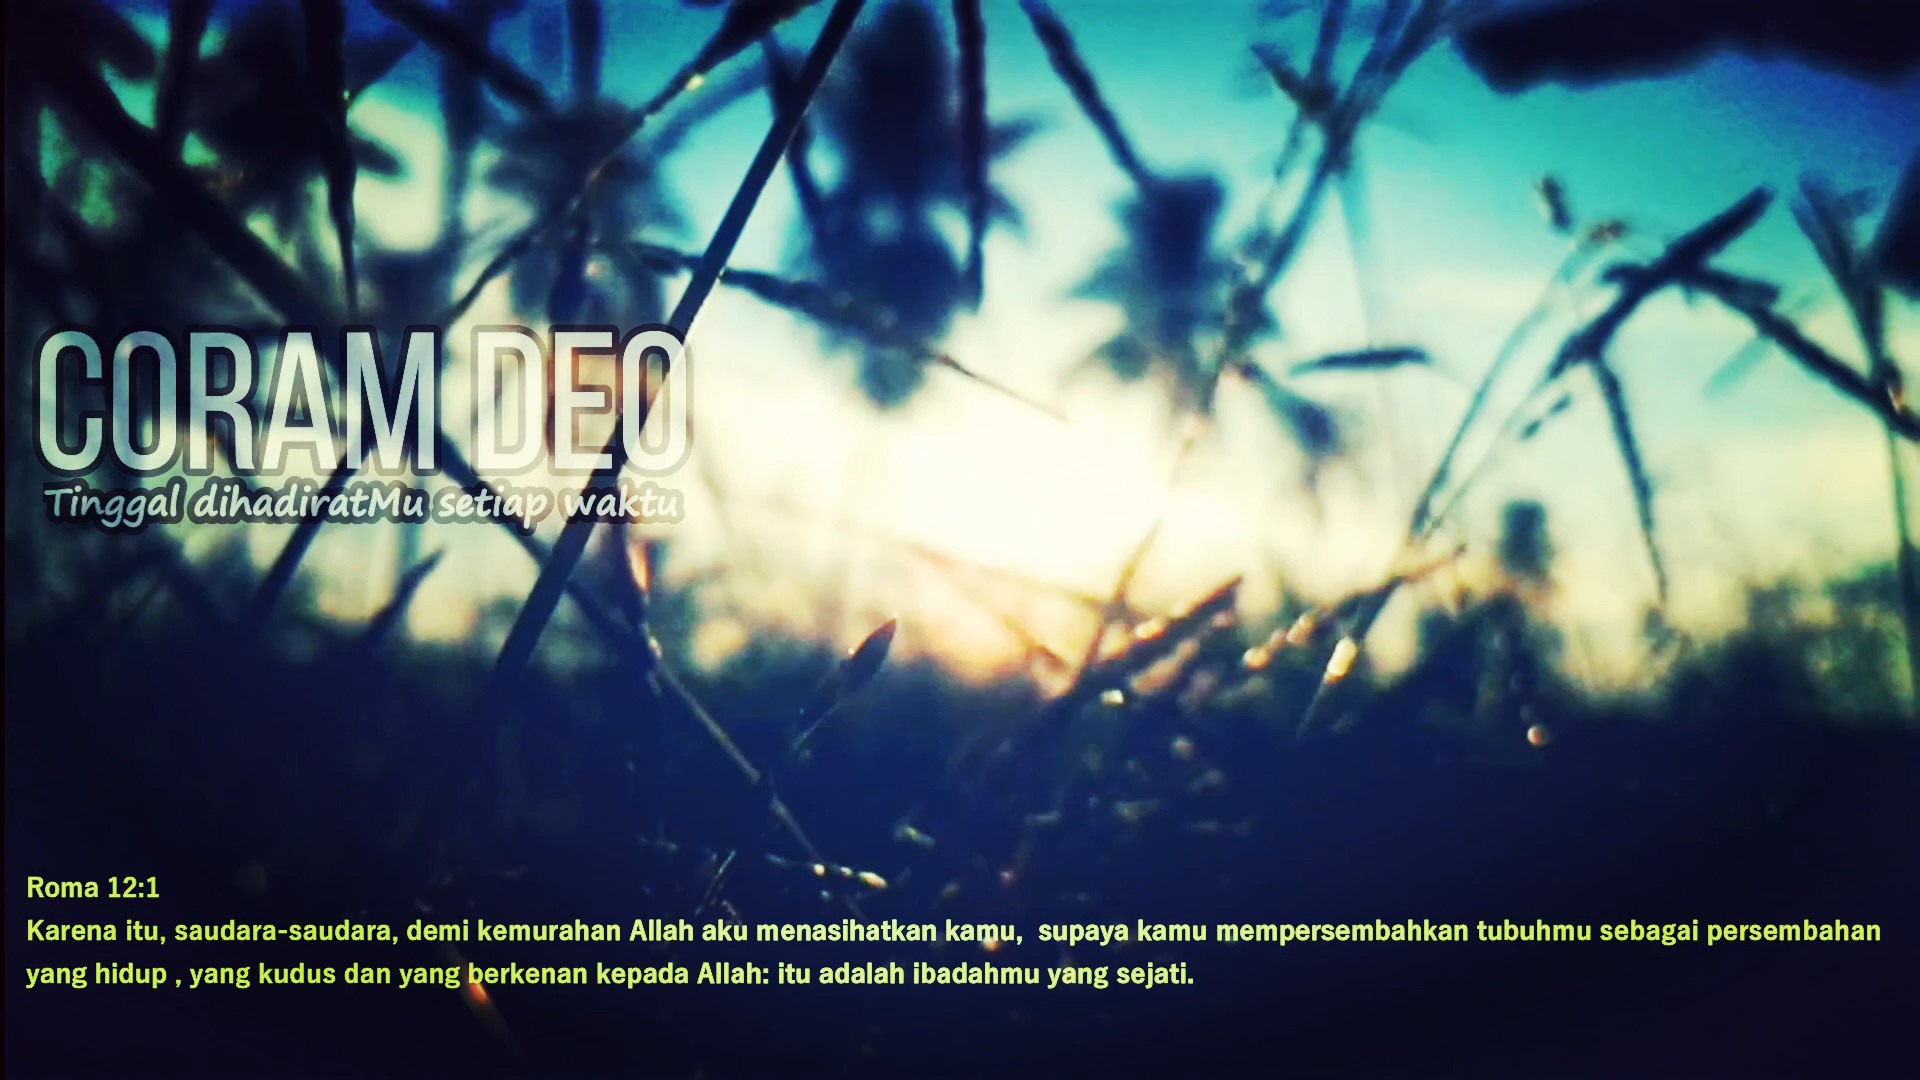 CORAM DEO
Tinggal dihadiratMu setiap waktu
Roma 12:1
Karena itu, saudara-saudara, demi kemurahan Allah aku menasihatkan kamu,  supaya kamu mempersembahkan tubuhmu sebagai persembahan
yang hidup , yang kudus dan yang berkenan kepada Allah: itu adalah ibadahmu yang sejati.